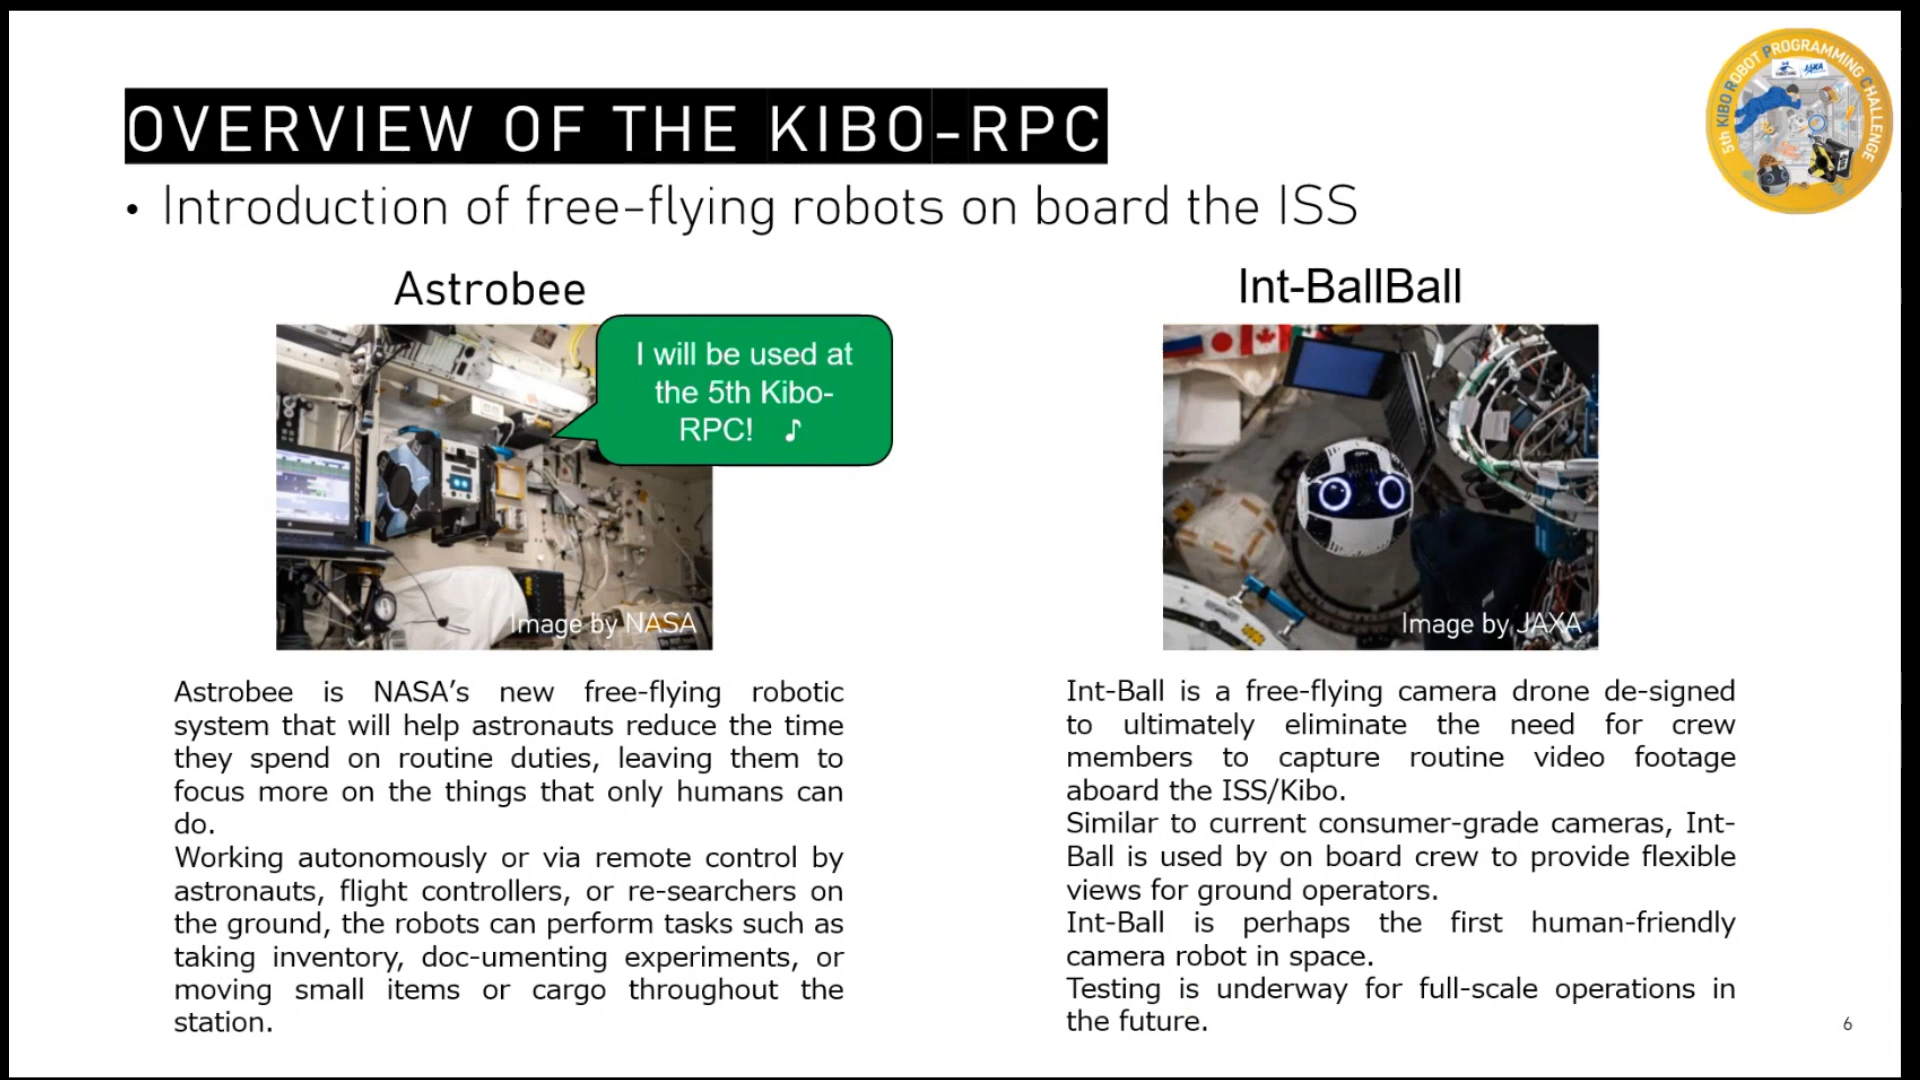 OVERVIEW OF THE KIBO-RPC
• Introduction of free-flying robots on board the ISS
5th KIBO ROBOT PROGRAMMING CHALLENGE
Astrobee
I will be used at
the 5th Kibo-
RPC! ♪
Image by NASA
Astrobee is NASA’s new free-flying robotic
system that will help astronauts reduce the time
they spend on routine duties, leaving them to
focus more on the things that only humans can
do.
Working autonomously or via remote control by
astronauts, flight controllers, or re-searchers on
the ground, the robots can perform tasks such as
taking inventory, doc-umenting experiments, or
moving small items or cargo throughout the
station.
Int-BallBall
Image by JAXA
Int-Ball is a free-flying camera drone de-signed
to ultimately eliminate the need for crew
members to capture routine video footage
aboard the ISS/Kibo.
Similar to current consumer-grade cameras, Int-
Ball is used by on board crew to provide flexible
views for ground operators.
Int-Ball is perhaps the first human-friendly
camera robot in space.
Testing is underway for full-scale operations in
the future.
6